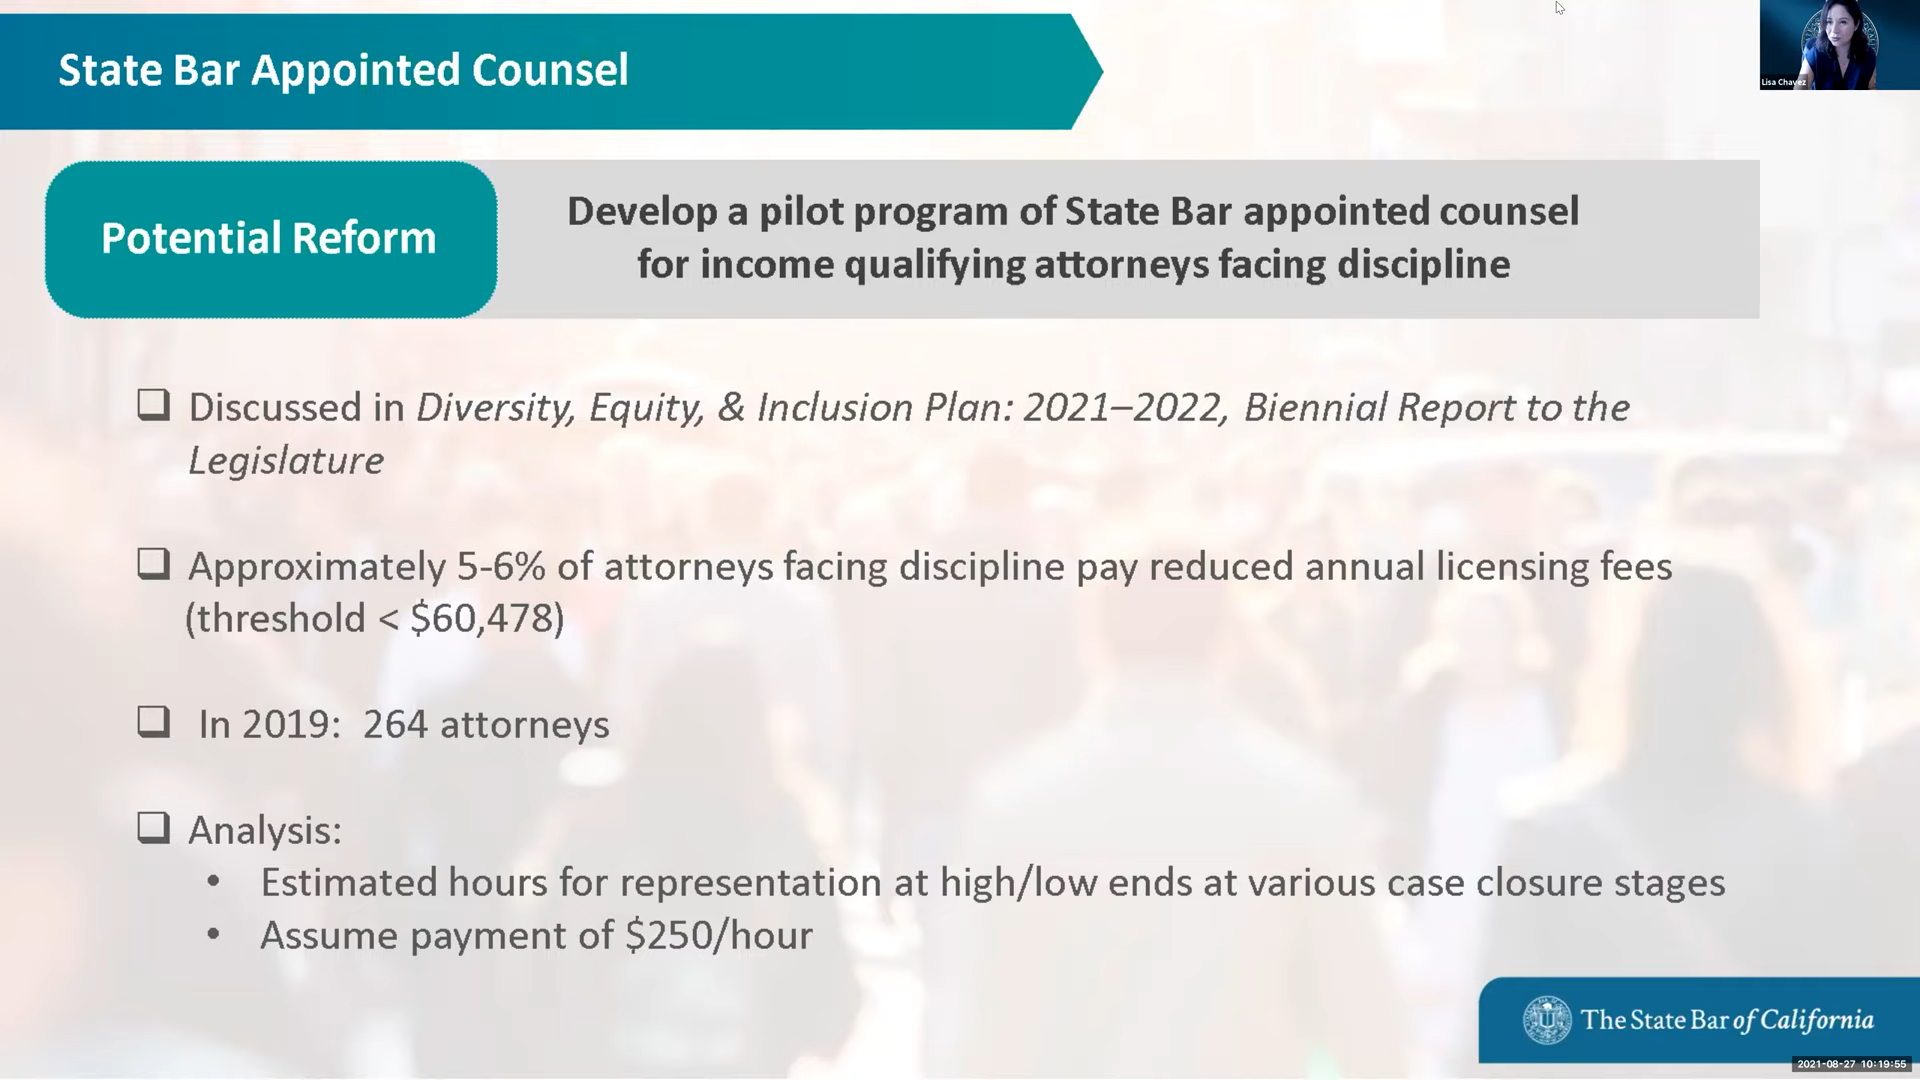 State Bar Appointed Counsel
Lisa Chavez
Potential Reform
Develop a pilot program of State Bar appointed counsel
for income qualifying attorneys facing discipline
❑ Discussed in Diversity, Equity, & Inclusion Plan: 2021–2022, Biennial Report to the
Legislature
❑ Approximately 5-6% of attorneys facing discipline pay reduced annual licensing fees
(threshold < $60,478)
❑ In 2019: 264 attorneys
❑ Analysis:
• Estimated hours for representation at high/low ends at various case closure stages
• Assume payment of $250/hour
The State Bar of California
2021-08-27 10:19:55